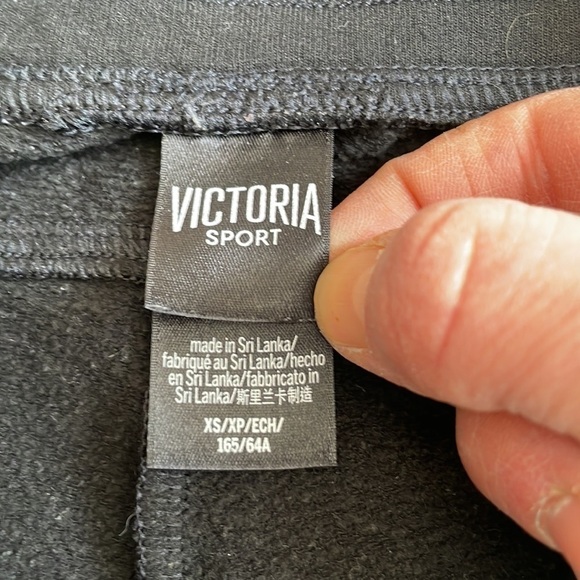 VICTORIA
SPORT
made in Sri Lanka/
fabriqué au Sri Lanka/hecho
en Sri Lanka/fabbricato in
Sri Lanka/斯里兰卡制造
XS/XP/ECH/
165/64A